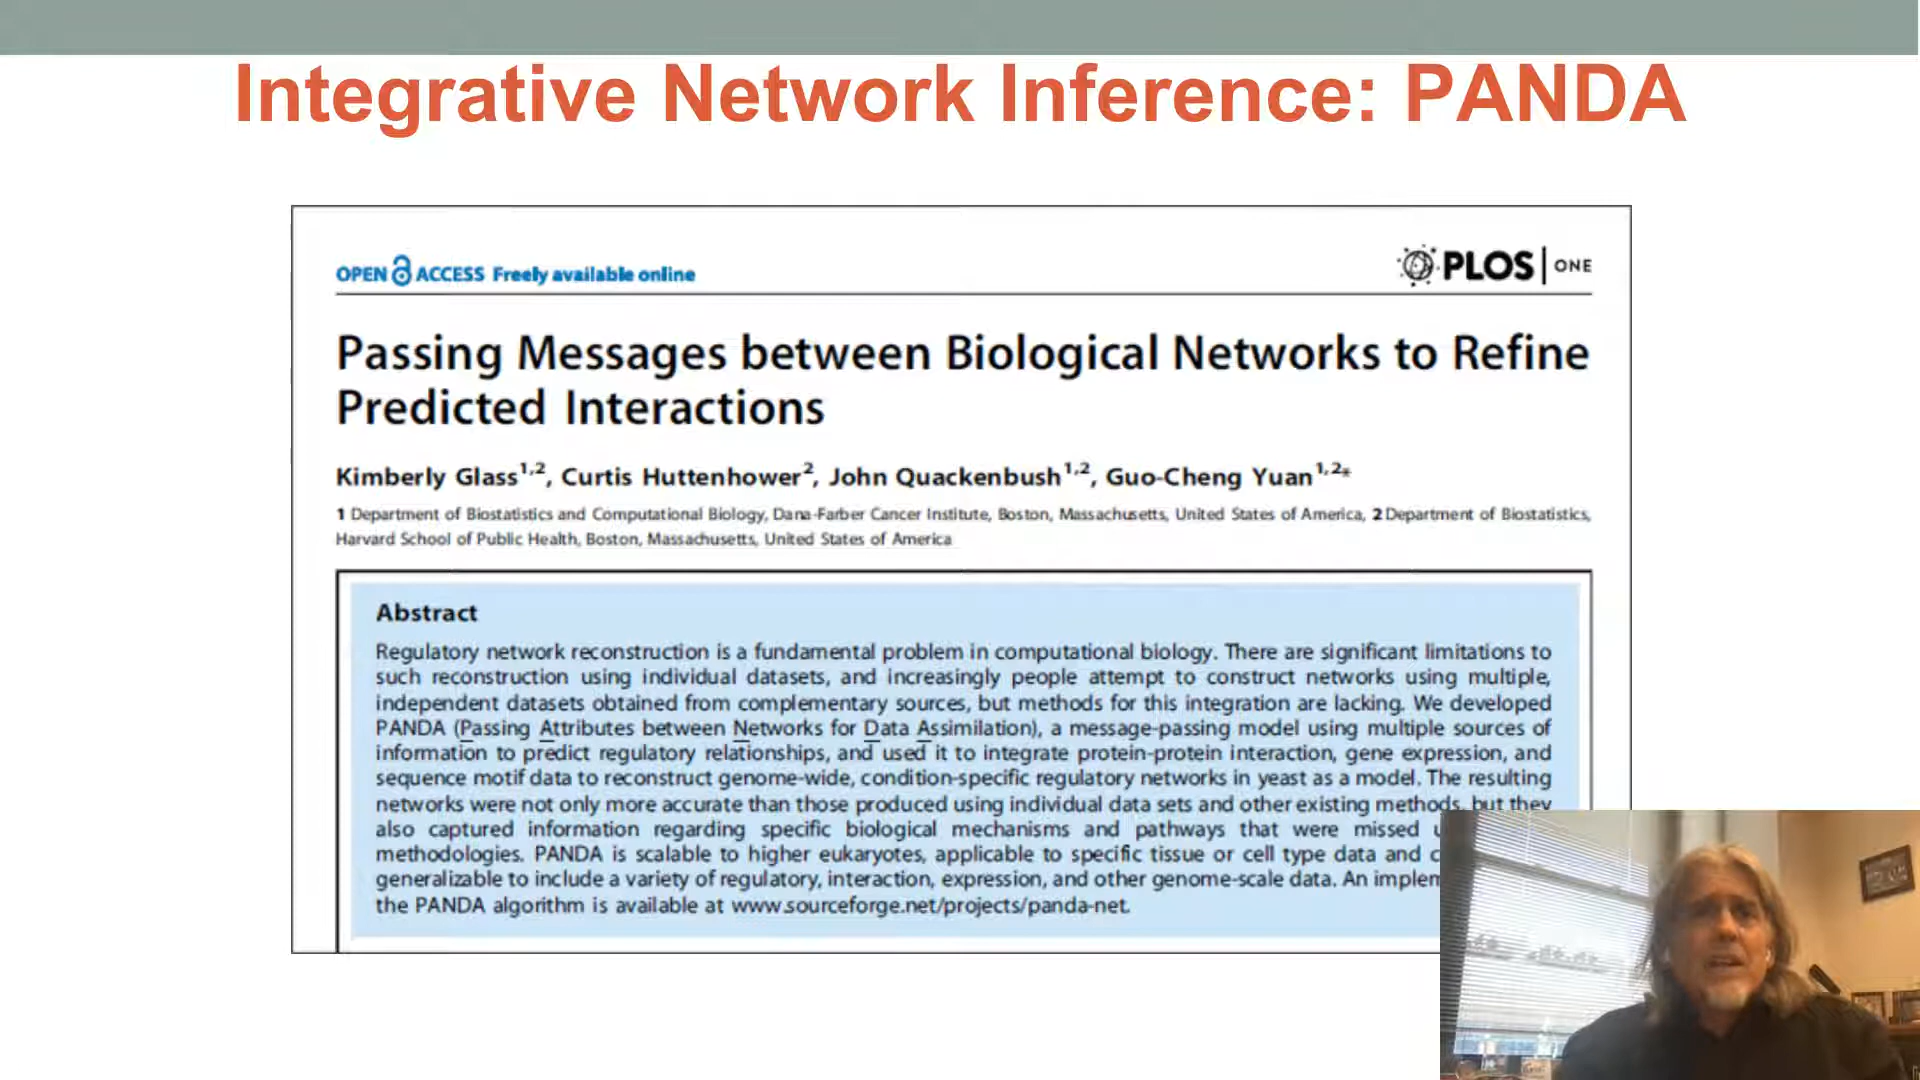 Integrative Network Inference: PANDA
OPEN ACCESS Freely available online
PLOS ONE
Passing Messages between Biological Networks to Refine
Predicted Interactions
Kimberly Glass1,2, Curtis Huttenhower2, John Quackenbush1,2, Guo-Cheng Yuan1,2*
1 Department of Biostatistics and Computational Biology, Dana-Farber Cancer Institute, Boston, Massachusetts, United States of America, 2 Department of Biostatistics,
Harvard School of Public Health, Boston, Massachusetts, United States of America
Abstract
Regulatory network reconstruction is a fundamental problem in computational biology. There are significant limitations to
such reconstruction using individual datasets, and increasingly people attempt to construct networks using multiple,
independent datasets obtained from complementary sources, but methods for this integration are lacking. We developed
PANDA (Passing Attributes between Networks for Data Assimilation), a message-passing model using multiple sources of
information to predict regulatory relationships, and used it to integrate protein-protein interaction, gene expression, and
sequence motif data to reconstruct genome-wide, condition-specific regulatory networks in yeast as a model. The resulting
networks were not only more accurate than those produced using individual data sets and other existing methods, but they
also captured information regarding specific biological mechanisms and pathways that were missed
methodologies. PANDA is scalable to higher eukaryotes, applicable to specific tissue or cell type data and
generalizable to include a variety of regulatory, interaction, expression, and other genome-scale data. An
the PANDA algorithm is available at www.sourceforge.net/projects/panda-net.